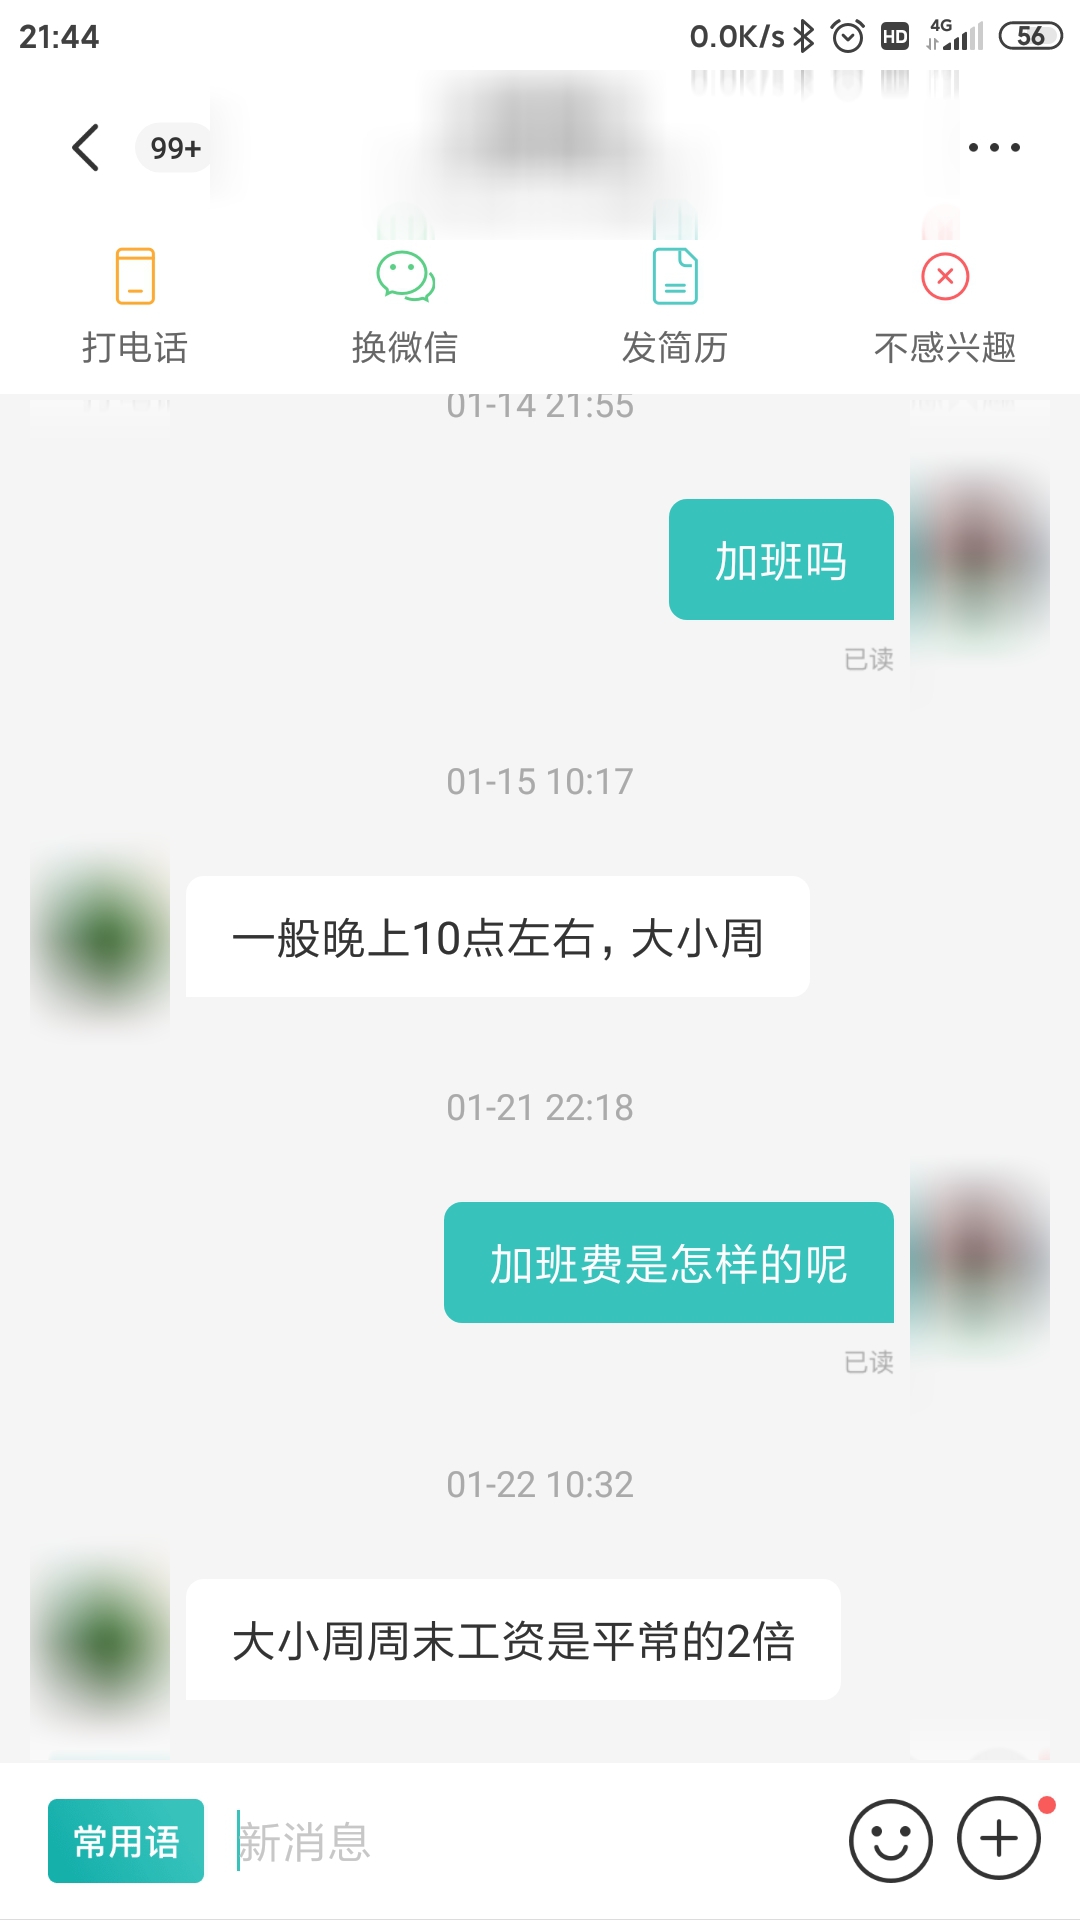 21:44 0.0K/s HD 4G 56
99+
打电话 换微信 发简历 不感兴趣
01-14 21:55
加班吗
已读
01-15 10:17
一般晚上10点左右，大小周
01-21 22:18
加班费是怎样的呢
已读
01-22 10:32
大小周周末工资是平常的2倍
常用语 新消息